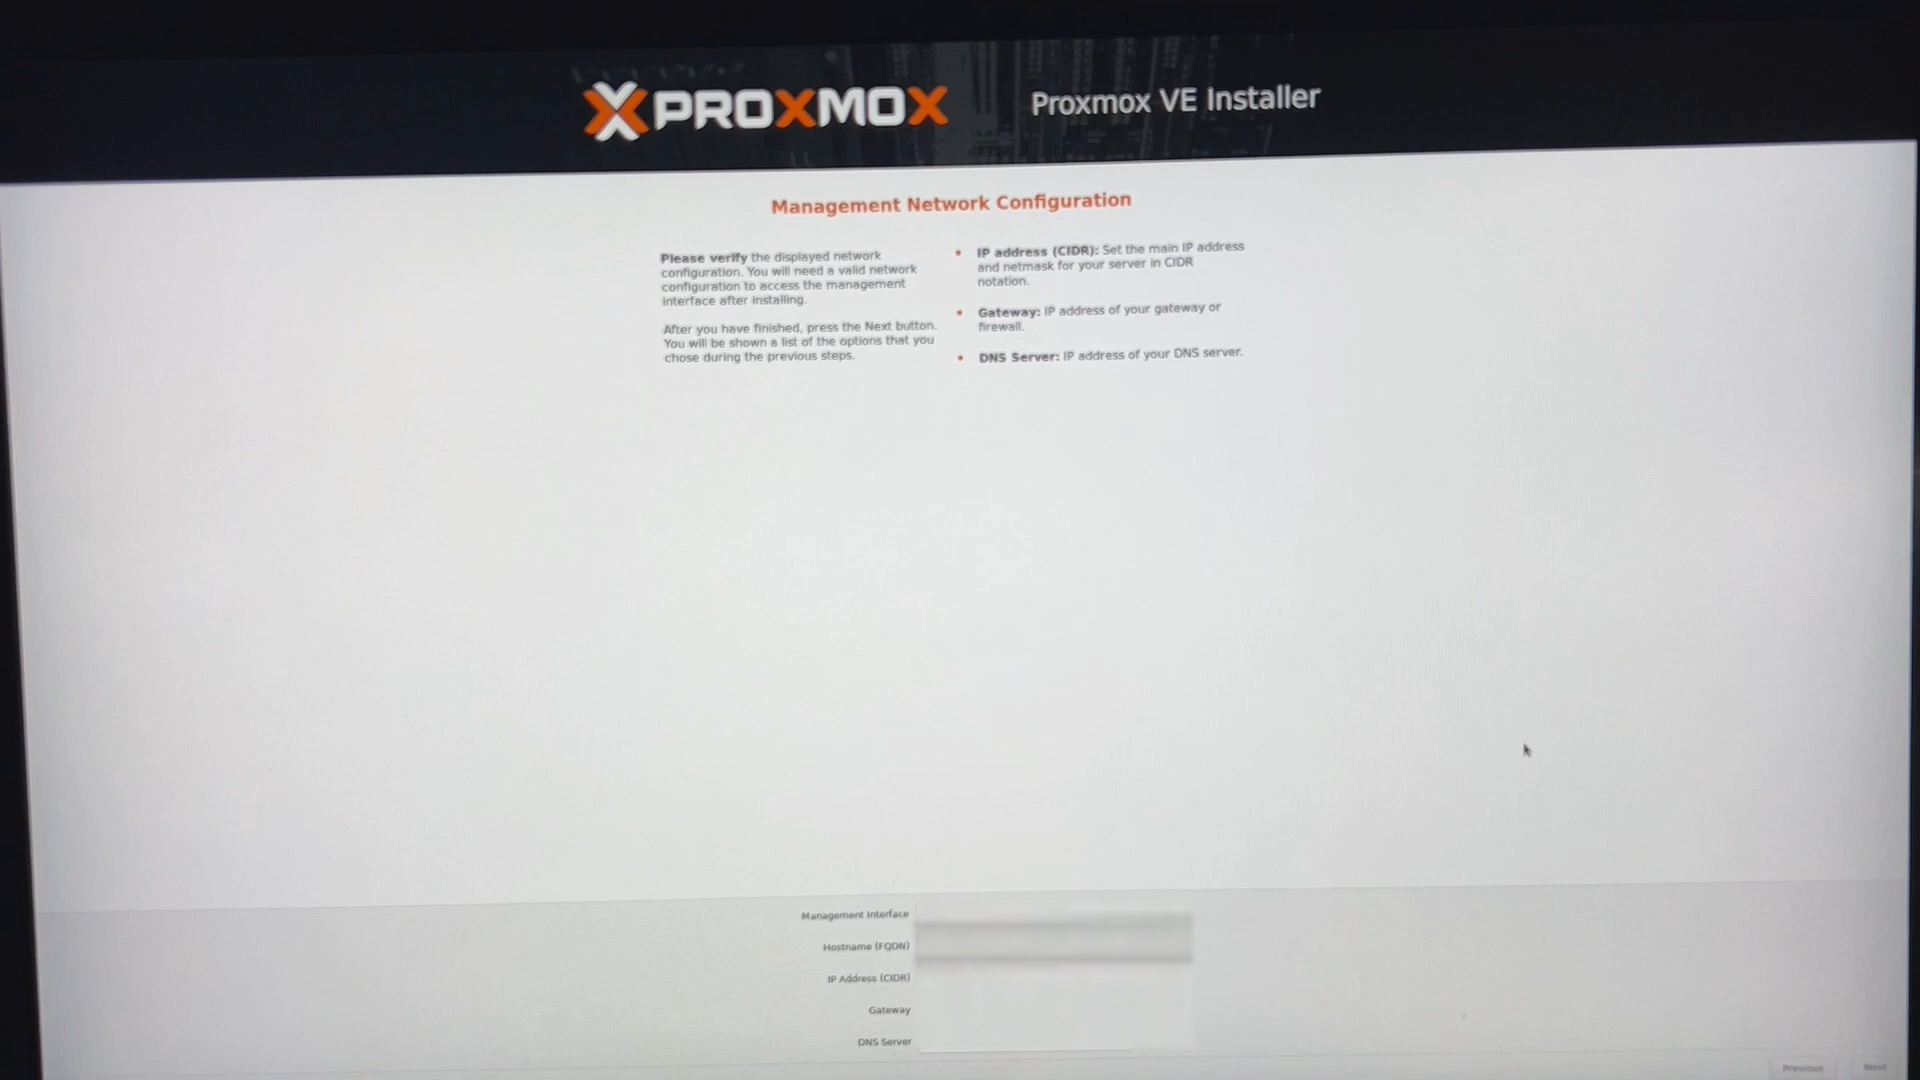 PROXMOX
Proxmox VE Installer
Management Network Configuration
Please verify the displayed network
configuration. You will need a valid network
configuration to access the management
interface after installing.
After you have finished, press the Next button.
You will be shown a list of the options that you
chose during the previous steps.
IP address (CIDR): Set the main IP address
and netmask for your server in CIDR
notation.
Gateway: IP address of your gateway or
firewall.
DNS Server: IP address of your DNS server.
Management Interface
Hostname (FQDN)
IP Address (CIDR)
Gateway
DNS Server
Previous
Next